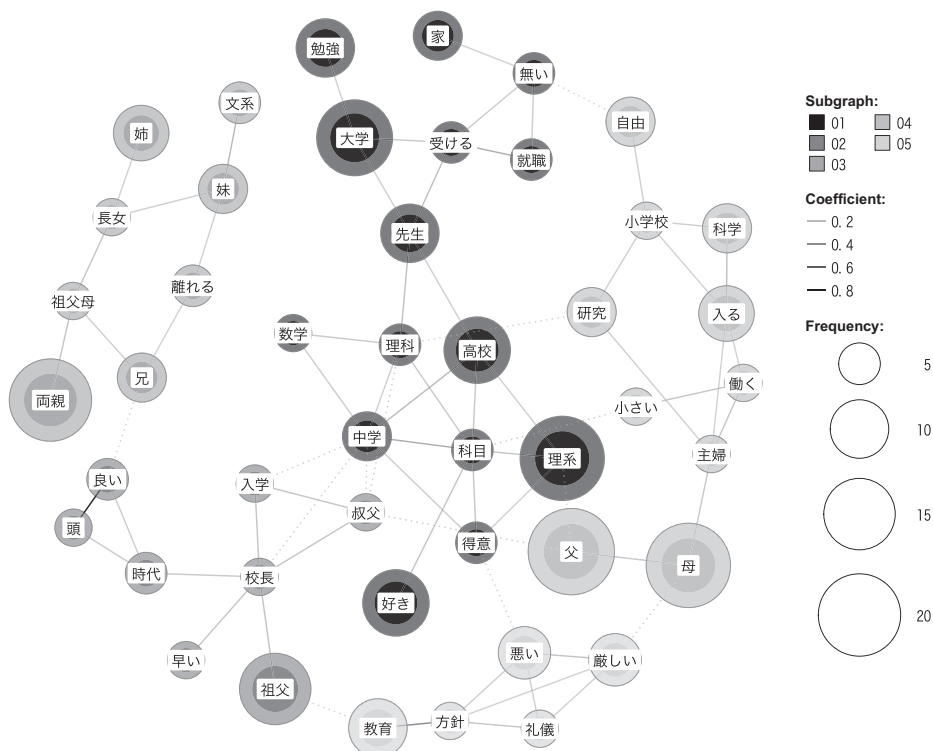 勉強
家
無い
文系
姉
大学
受ける
就職
自由
妹
長女
先生
小学校
科学
離れる
祖父母
研究
入る
数学
理科
高校
兄
両親
働く
小さい
中学
科目
理系
主婦
良い
入学
叔父
頭
得意
父
母
時代
校長
好き
早い
悪い
厳しい
祖父
教育
方針
礼儀
Subgraph:
01 04
02 05
03
Coefficient:
0. 2
0. 4
0. 6
0. 8
Frequency:
5
10
15
20